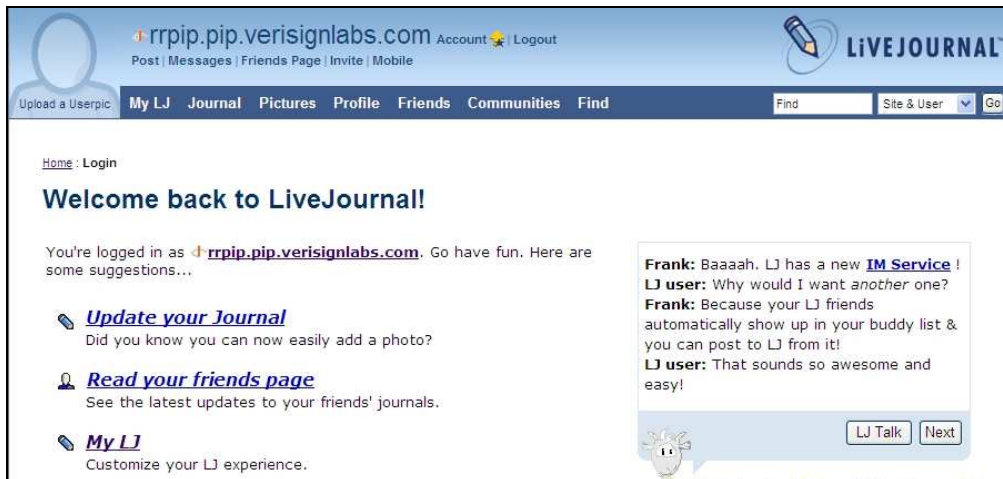 rrpip.pip.verisignlabs.com Account | Logout
Post | Messages | Friends Page | Invite | Mobile
LiVEJOURNAL™
Upload a Userpic
My LJ Journal Pictures Profile Friends Communities Find
Find Site & User Go
Home : Login
Welcome back to LiveJournal!
You're logged in as rrpip.pip.verisignlabs.com. Go have fun. Here are
some suggestions...
Update your Journal
Did you know you can now easily add a photo?
Read your friends page
See the latest updates to your friends' journals.
My LJ
Customize your LJ experience.
Frank: Baaaah. LJ has a new IM Service !
LJ user: Why would I want another one?
Frank: Because your LJ friends
automatically show up in your buddy list &
you can post to LJ from it!
LJ user: That sounds so awesome and
easy!
LJ Talk Next